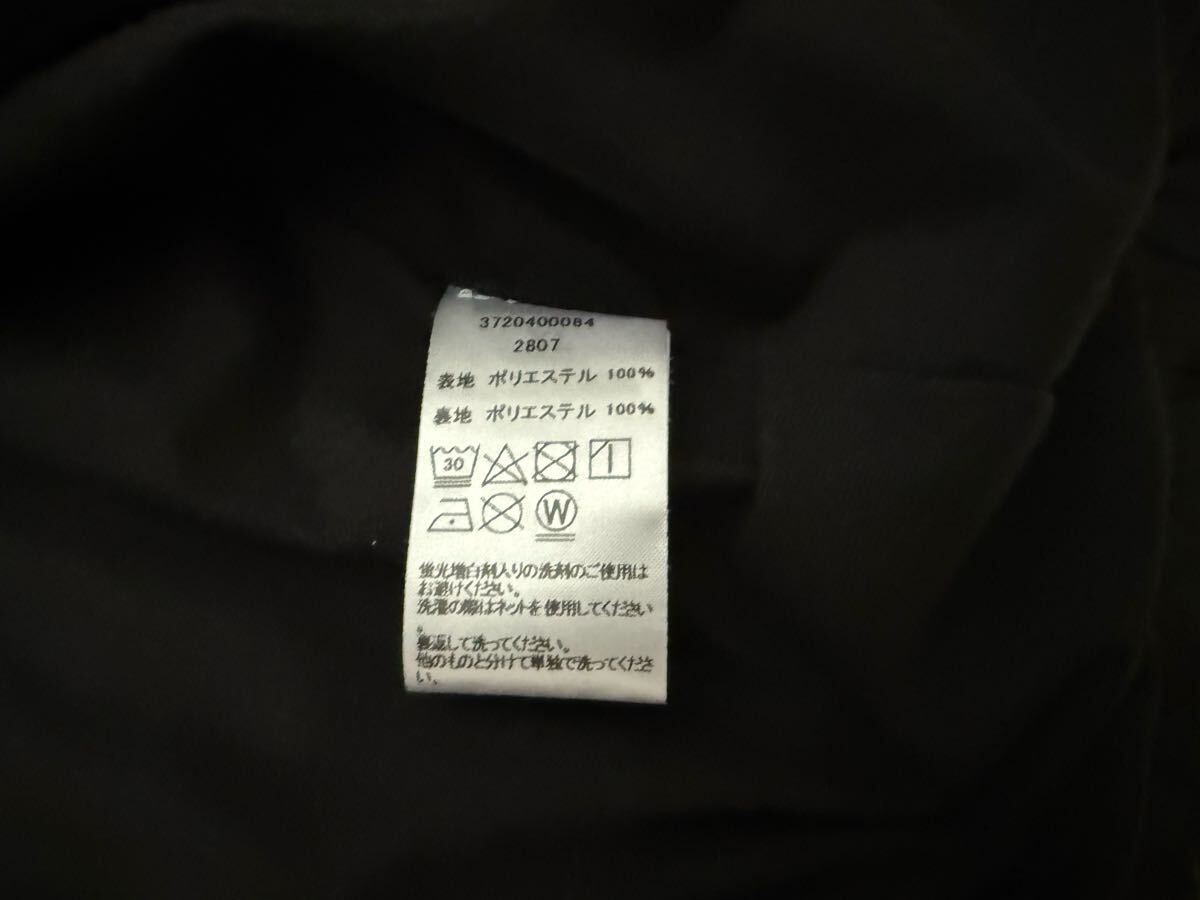 3720400084
2807
表地 ポリエステル 100%
裏地 ポリエステル 100%
30
W
蛍光増白剤入りの洗剤のご使用は
お避けください。
洗濯の際はネットを使用してください
。
裏返して洗ってください。
他のものと分けて単独で洗ってくださ
い。